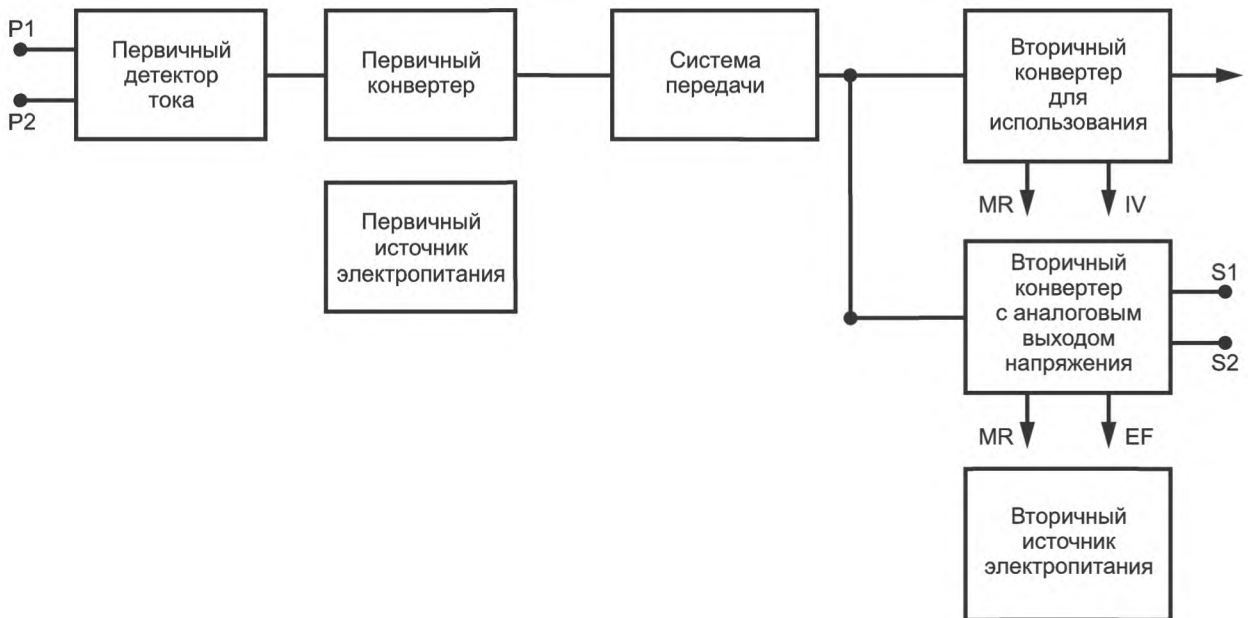 P1
P2
Первичный
детектор
тока
Первичный
конвертер
Система
передачи
Вторичный
конвертер
для
использования
MR
IV
Первичный
источник
электропитания
Вторичный
конвертер
с аналоговым
выходом
напряжения
S1
S2
MR
EF
Вторичный
источник
электропитания